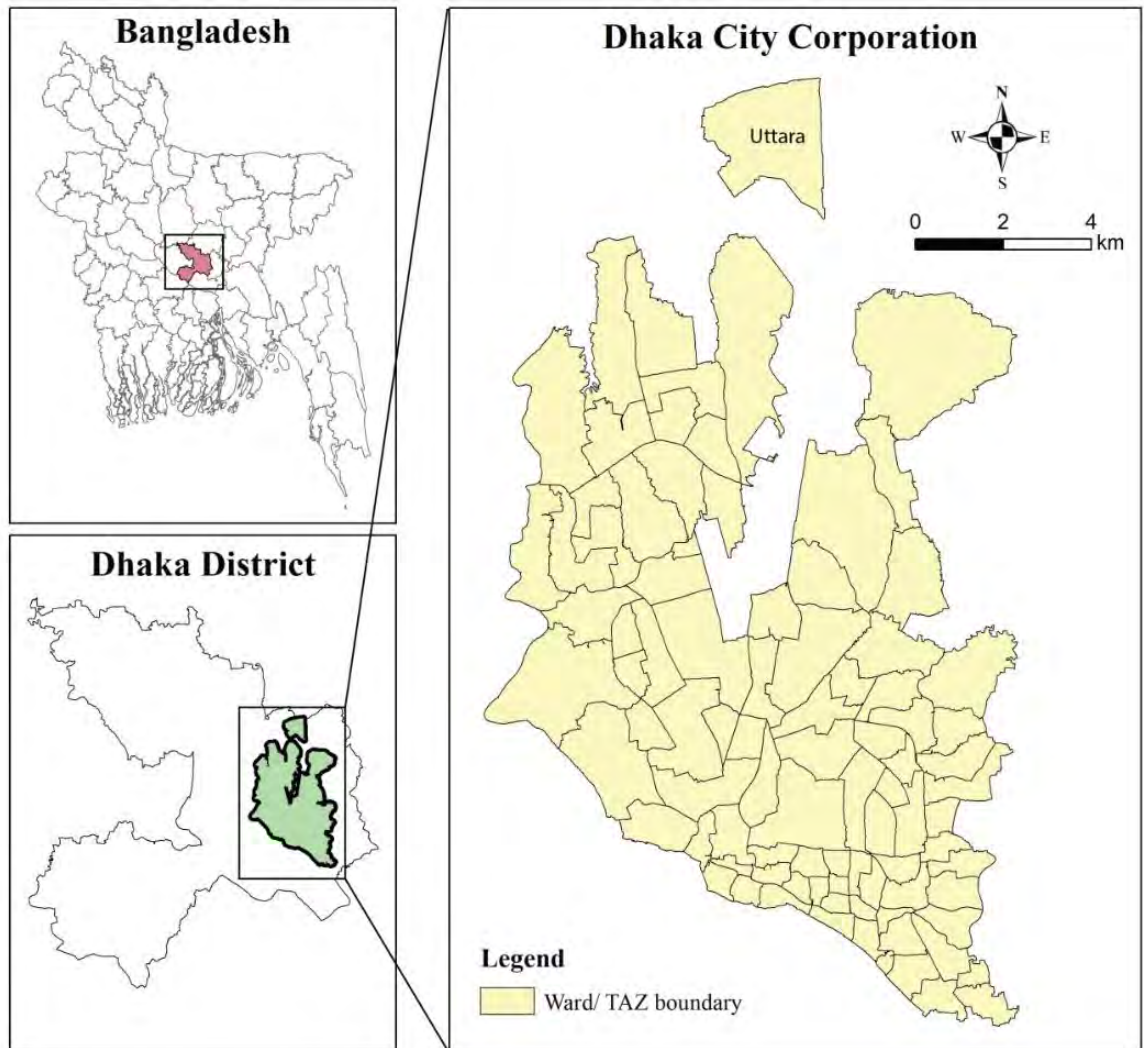 Bangladesh
Dhaka District
Dhaka City Corporation
Uttara
N
W E
S
0 2 4
km
Legend
Ward/ TAZ boundary